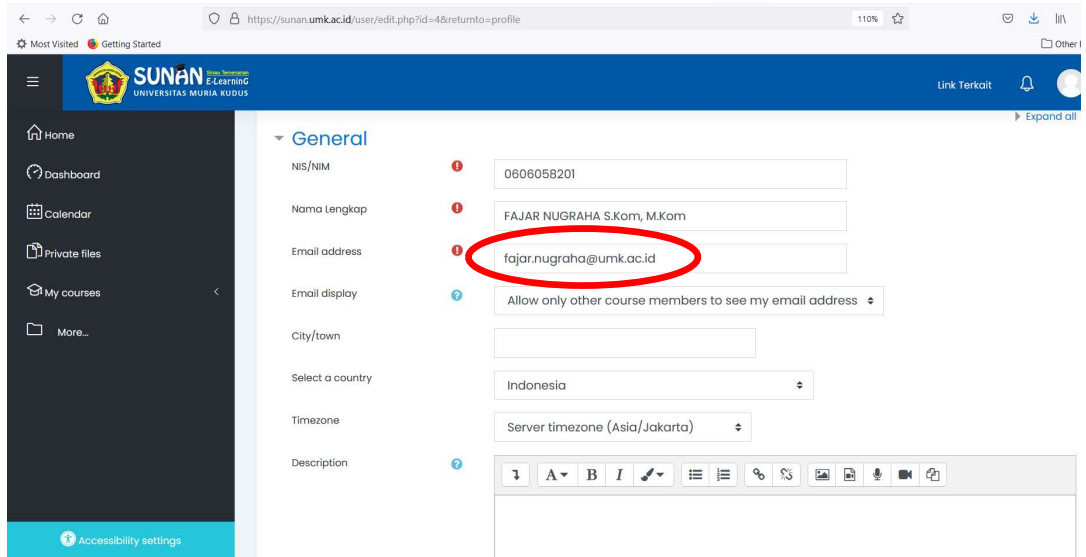 https://sunan.umk.ac.id/user/edit.php?id=4&returnto=profile
110%
Most Visited
Getting Started
Other
SUNAN E-Learning
UNIVERSITAS MURIA KUDUS
Link Terkait
Home
Dashboard
Calendar
Private files
My courses
More...
Accessibility settings
Expand all
General
NIS/NIM 0606058201
Nama Lengkap FAJAR NUGRAHA S.Kom, M.Kom
Email address fajar.nugraha@umk.ac.id
Email display Allow only other course members to see my email address
City/town
Select a country Indonesia
Timezone Server timezone (Asia/Jakarta)
Description
A B I